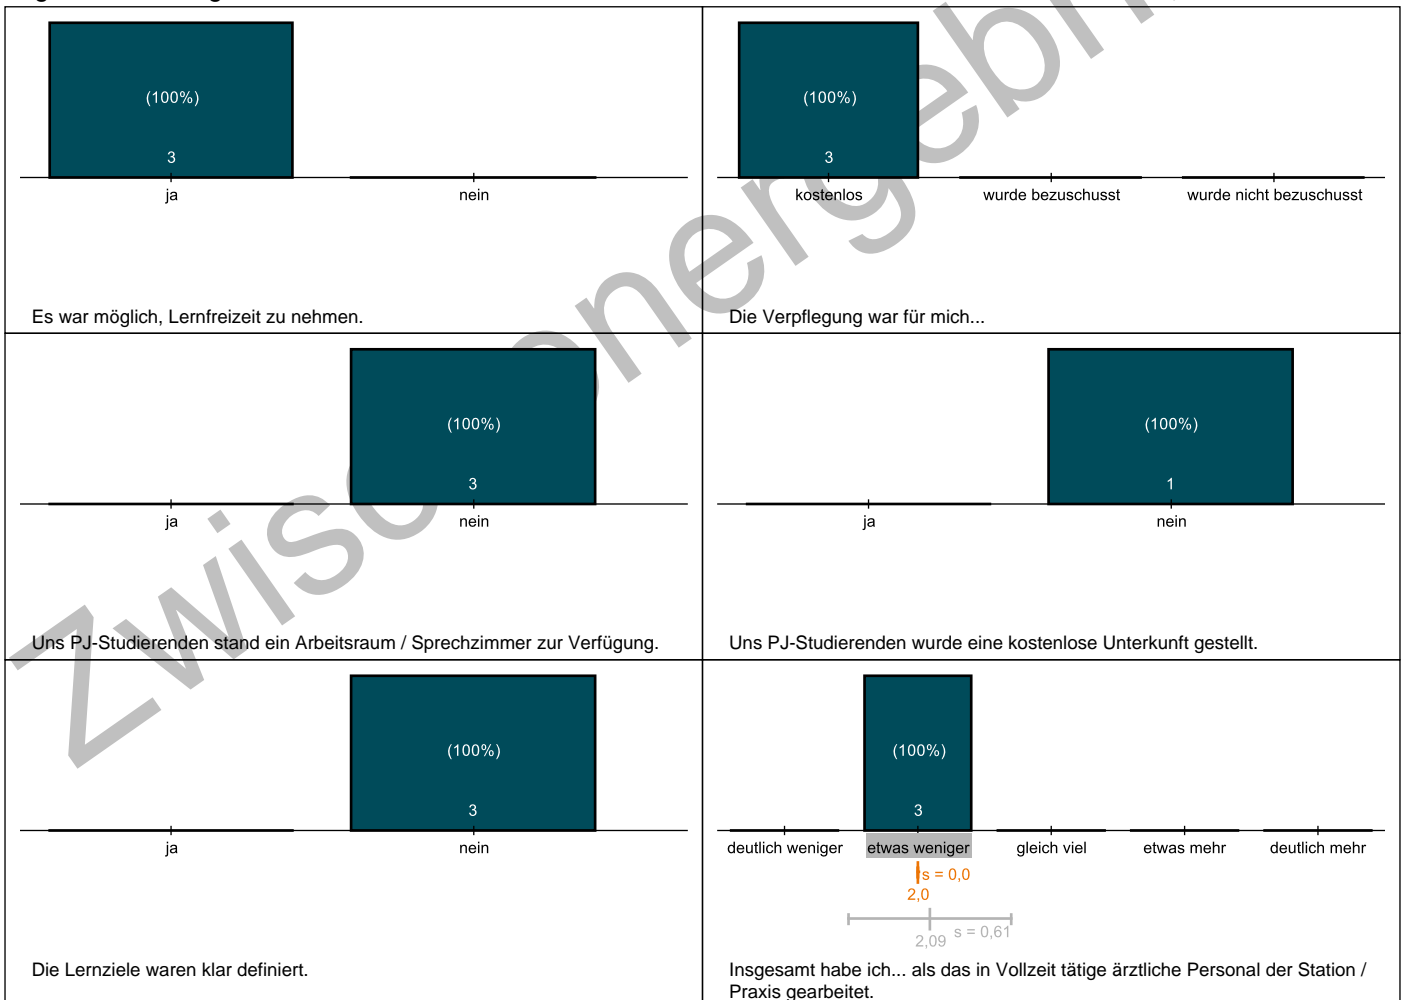 (100%)
3
ja nein
Es war möglich, Lernfreizeit zu nehmen.
(100%)
3
kostenlos wurde bezuschusst wurde nicht bezuschusst
Die Verpflegung war für mich...
(100%)
3
ja nein
Uns PJ-Studierenden stand ein Arbeitsraum / Sprechzimmer zur Verfügung.
(100%)
1
ja nein
Uns PJ-Studierenden wurde eine kostenlose Unterkunft gestellt.
(100%)
3
ja nein
Die Lernziele waren klar definiert.
(100%)
3
deutlich weniger etwas weniger gleich viel etwas mehr deutlich mehr
s = 0,0
2,0
2,09 s = 0,61
Insgesamt habe ich... als das in Vollzeit tätige ärztliche Personal der Station /
Praxis gearbeitet.